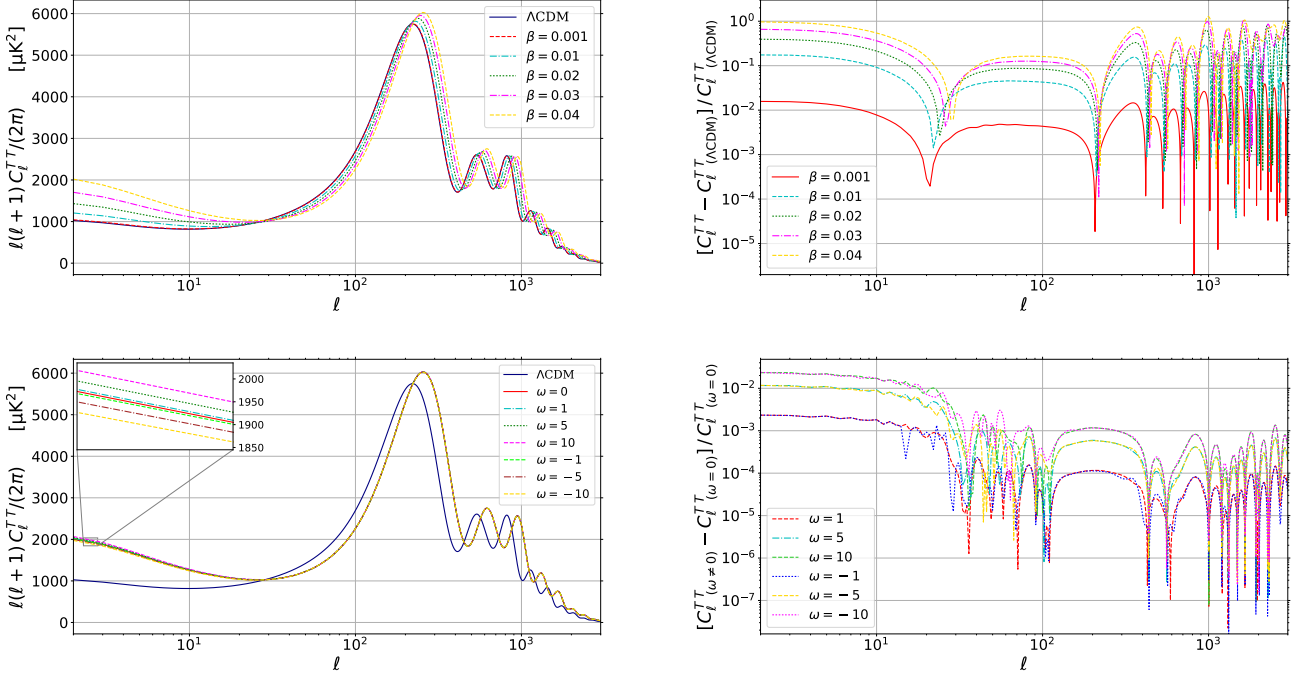 ℓ(ℓ + 1) C_ℓ^{TT}/(2π)   [μK²]
6000
5000
4000
3000
2000
1000
0
10¹
10²
10³
ℓ
ΛCDM
β = 0.001
β = 0.01
β = 0.02
β = 0.03
β = 0.04
[C_ℓ^{TT} − C_ℓ^{TT} (ΛCDM)] / C_ℓ^{TT} (ΛCDM)
10⁰
10⁻¹
10⁻²
10⁻³
10⁻⁴
10⁻⁵
10¹
10²
10³
ℓ
β = 0.001
β = 0.01
β = 0.02
β = 0.03
β = 0.04
ℓ(ℓ + 1) C_ℓ^{TT}/(2π)   [μK²]
6000
5000
4000
3000
2000
1000
0
10¹
10²
10³
ℓ
2000
1950
1900
1850
ΛCDM
ω = 0
ω = 1
ω = 5
ω = 10
ω = −1
ω = −5
ω = −10
[C_ℓ^{TT} (ω≠0) − C_ℓ^{TT} (ω=0)] / C_ℓ^{TT} (ω=0)
10⁻²
10⁻³
10⁻⁴
10⁻⁵
10⁻⁶
10⁻⁷
10¹
10²
10³
ℓ
ω = 1
ω = 5
ω = 10
ω = −1
ω = −5
ω = −10